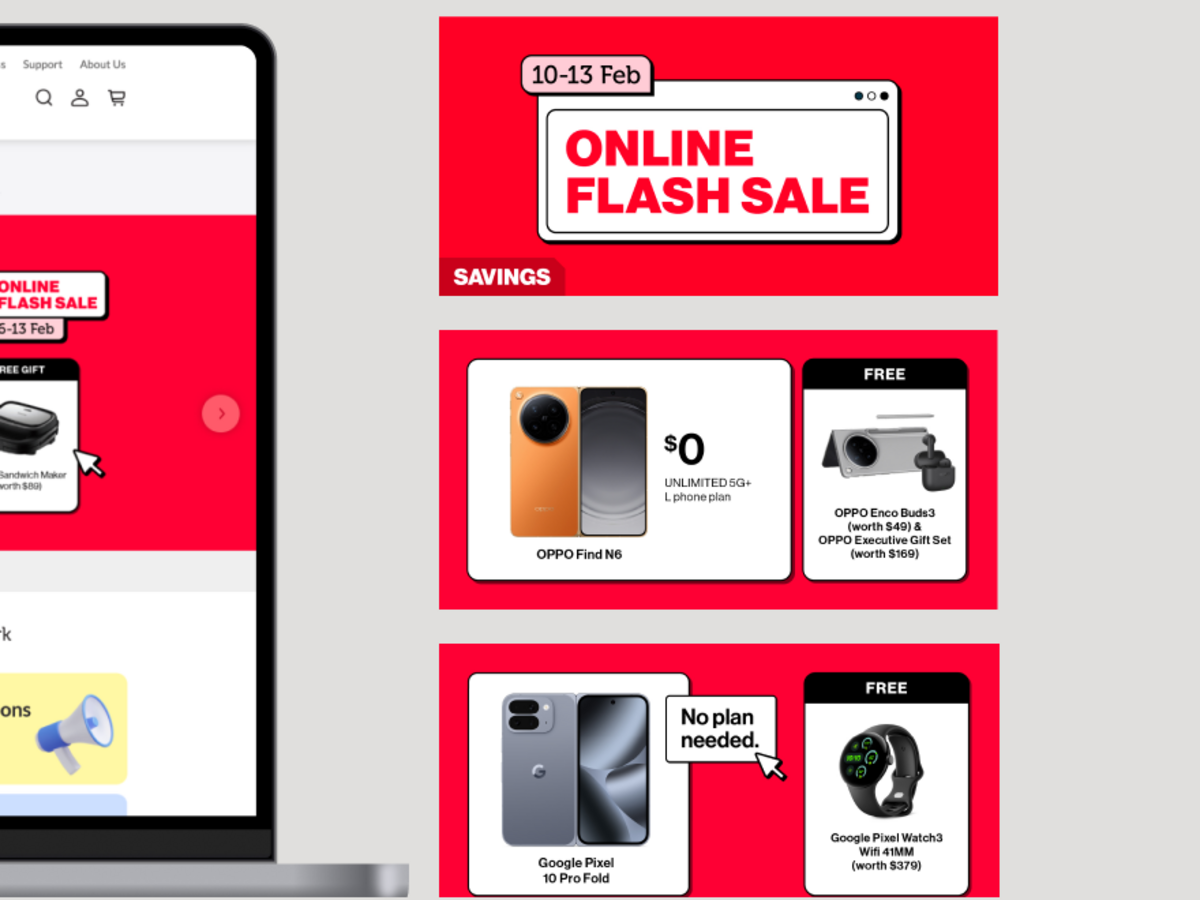 Support
About Us
ONLINE
FLASH SALE
-13 Feb
REE GIFT
Sandwich Maker
worth $89)
ons
10-13 Feb
ONLINE
FLASH SALE
SAVINGS
$0
UNLIMITED 5G+
L phone plan
OPPO
OPPO Find N6
FREE
OPPO Enco Buds3
(worth $49) &
OPPO Executive Gift Set
(worth $169)
No plan
needed.
G
Google Pixel
10 Pro Fold
FREE
Google Pixel Watch3
Wifi 41MM
(worth $379)